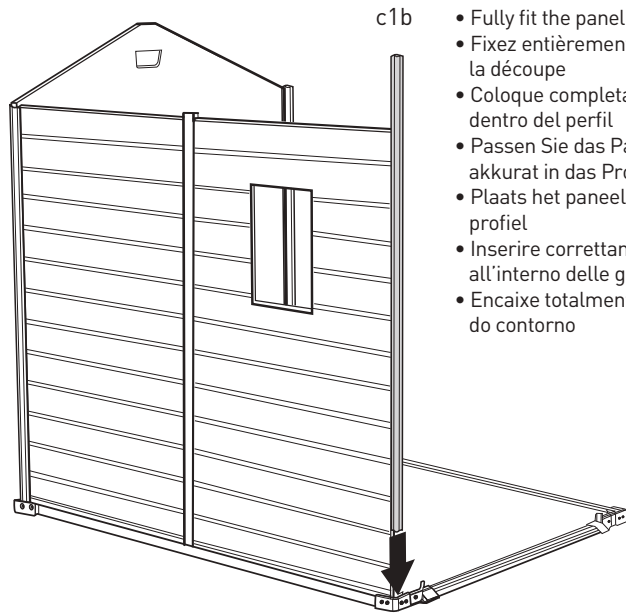 c1b
• Fully fit the panel
• Fixez entièremen
la découpe
• Coloque completa
dentro del perfil
• Passen Sie das Pa
akkurat in das Pro
• Plaats het paneel
profiel
• Inserire correttan
all'interno delle g
• Encaixe totalmen
do contorno